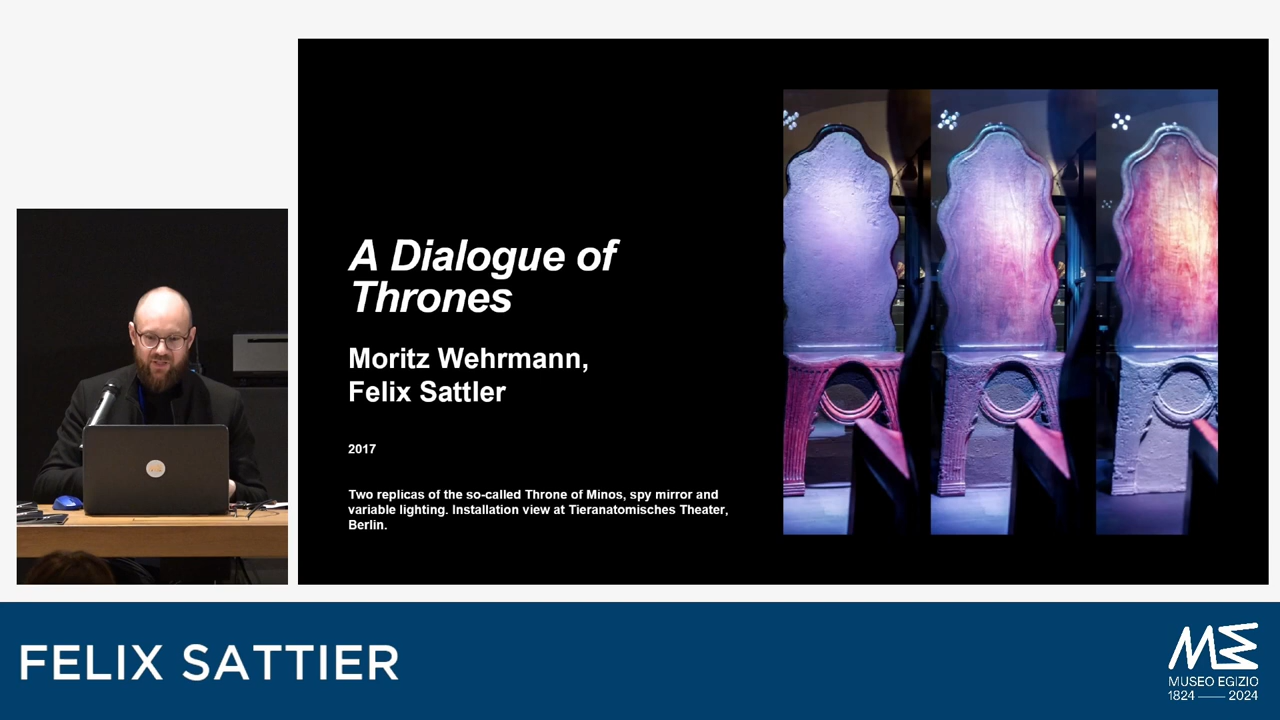 A Dialogue of
Thrones
Moritz Wehrmann,
Felix Sattler
2017
Two replicas of the so-called Throne of Minos, spy mirror and
variable lighting. Installation view at Tieranatomisches Theater,
Berlin.
FELIX SATTIER
ME
MUSEO EGIZIO
1824 — 2024